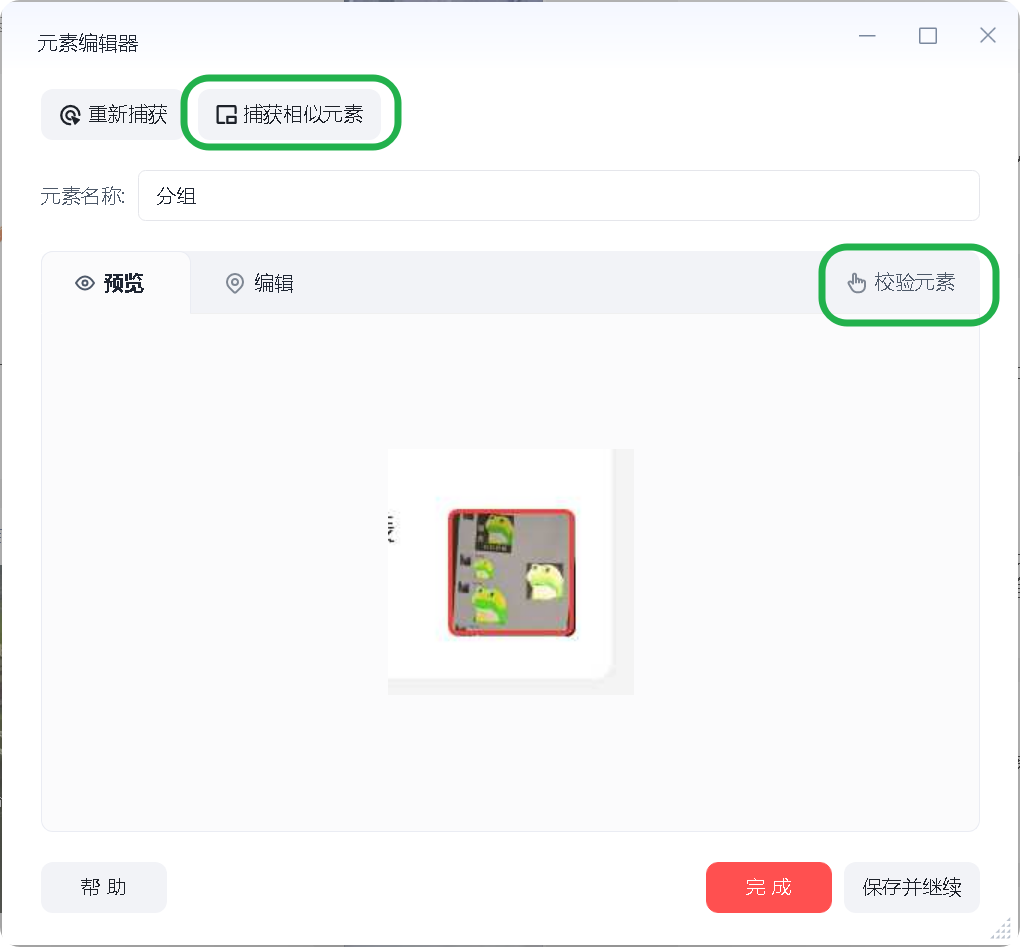 元素编辑器
重新捕获 捕获相似元素
元素名称: 分组
预览 编辑 校验元素
帮 助 完 成 保存并继续